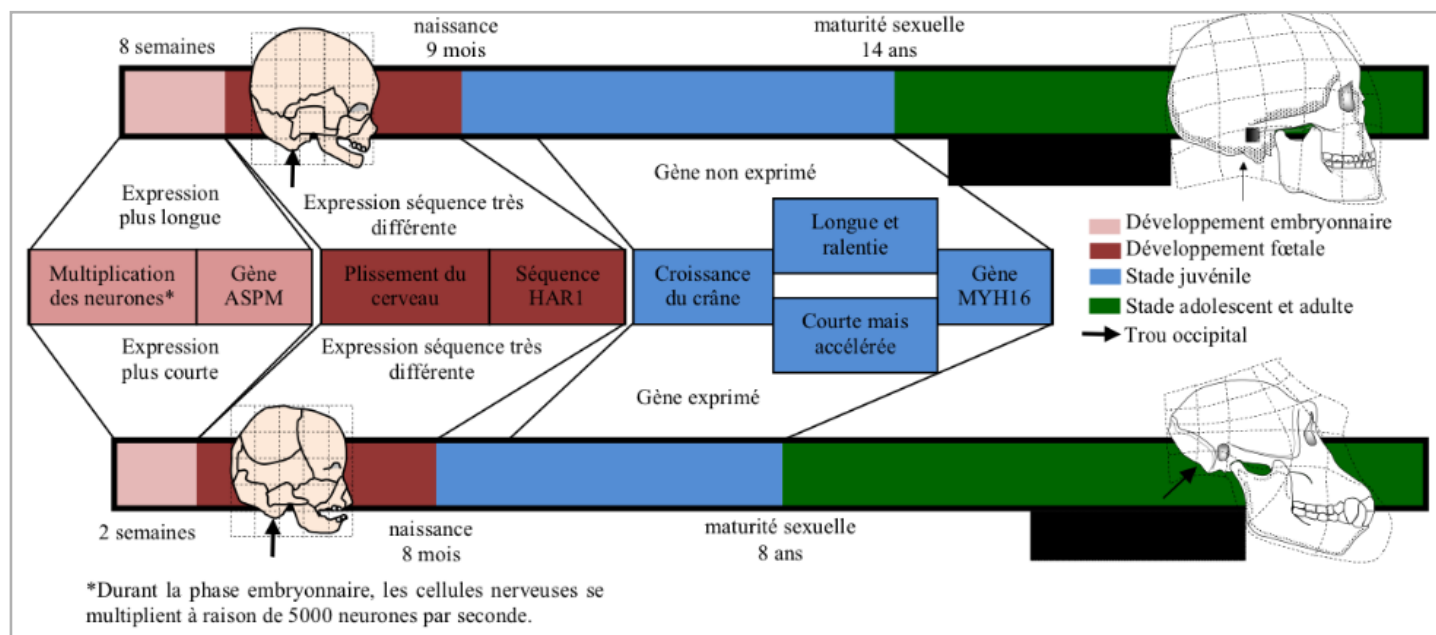 8 semaines
naissance
9 mois
maturité sexuelle
14 ans
Expression
plus longue
Expression séquence très
différente
Gène non exprimé
Multiplication
des neurones*
Gène
ASPM
Plissement du
cerveau
Séquence
HAR1
Croissance
du crâne
Longue et
ralentie
Courte mais
accélérée
Gène
MYH16
Développement embryonnaire
Développement fœtale
Stade juvénile
Stade adolescent et adulte
Trou occipital
Expression
plus courte
Expression séquence très
différente
Gène exprimé
2 semaines
naissance
8 mois
maturité sexuelle
8 ans
*Durant la phase embryonnaire, les cellules nerveuses se
multiplient à raison de 5000 neurones par seconde.